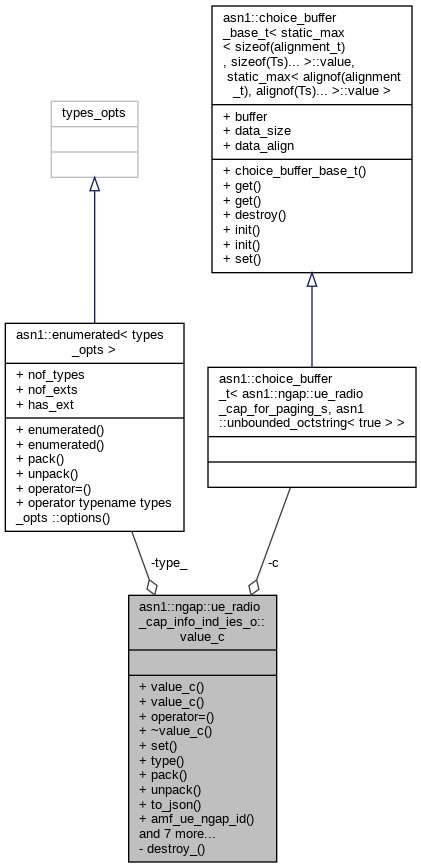 asn1::choice_buffer
_base_t< static_max
< sizeof(alignment_t)
, sizeof(Ts)... >::value,
static_max< alignof(alignment
_t), alignof(Ts)... >::value >
+ buffer
+ data_size
+ data_align
+ choice_buffer_base_t()
+ get()
+ get()
+ destroy()
+ init()
+ init()
+ set()
types_opts
asn1::enumerated< types
_opts >
+ nof_types
+ nof_exts
+ has_ext
+ enumerated()
+ enumerated()
+ pack()
+ unpack()
+ operator=()
+ operator typename types
_opts ::options()
asn1::choice_buffer
_t< asn1::ngap::ue_radio
_cap_for_paging_s, asn1
::unbounded_octstring< true > >
-type_
-c
asn1::ngap::ue_radio
_cap_info_ind_ies_o::
value_c
+ value_c()
+ value_c()
+ operator=()
+ ~value_c()
+ set()
+ type()
+ pack()
+ unpack()
+ to_json()
+ amf_ue_ngap_id()
and 7 more...
- destroy_()